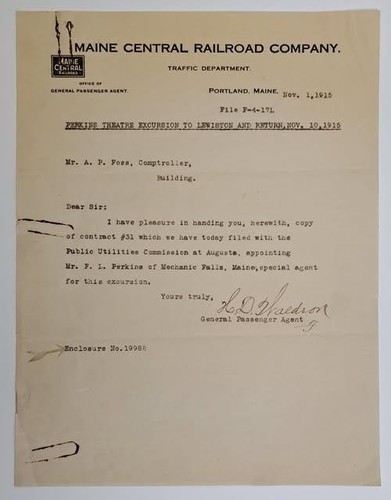 MAINE CENTRAL RAILROAD COMPANY.
MAINE
CENTRAL
RAILROAD
TRAFFIC DEPARTMENT.
OFFICE OF
GENERAL PASSENGER AGENT.
PORTLAND, MAINE. Nov. 1,1915
File F-4-171
PERKINS THEATRE EXCURSION TO LEWISTON AND RETURN,NOV. 10,1915
Mr. A. P. Foss, Comptroller,
Building.
Dear Sir:
I have pleasure in handing you, herewith, copy
of contract #31 which we have today filed with the
Public Utilities Commission at Augusta, appointing
Mr. F. L. Perkins of Mechanic Falls, Maine,special agent
for this excursion.
Yours truly,
H.D. Waldron
General Passenger Agent
Enclosure No.19988